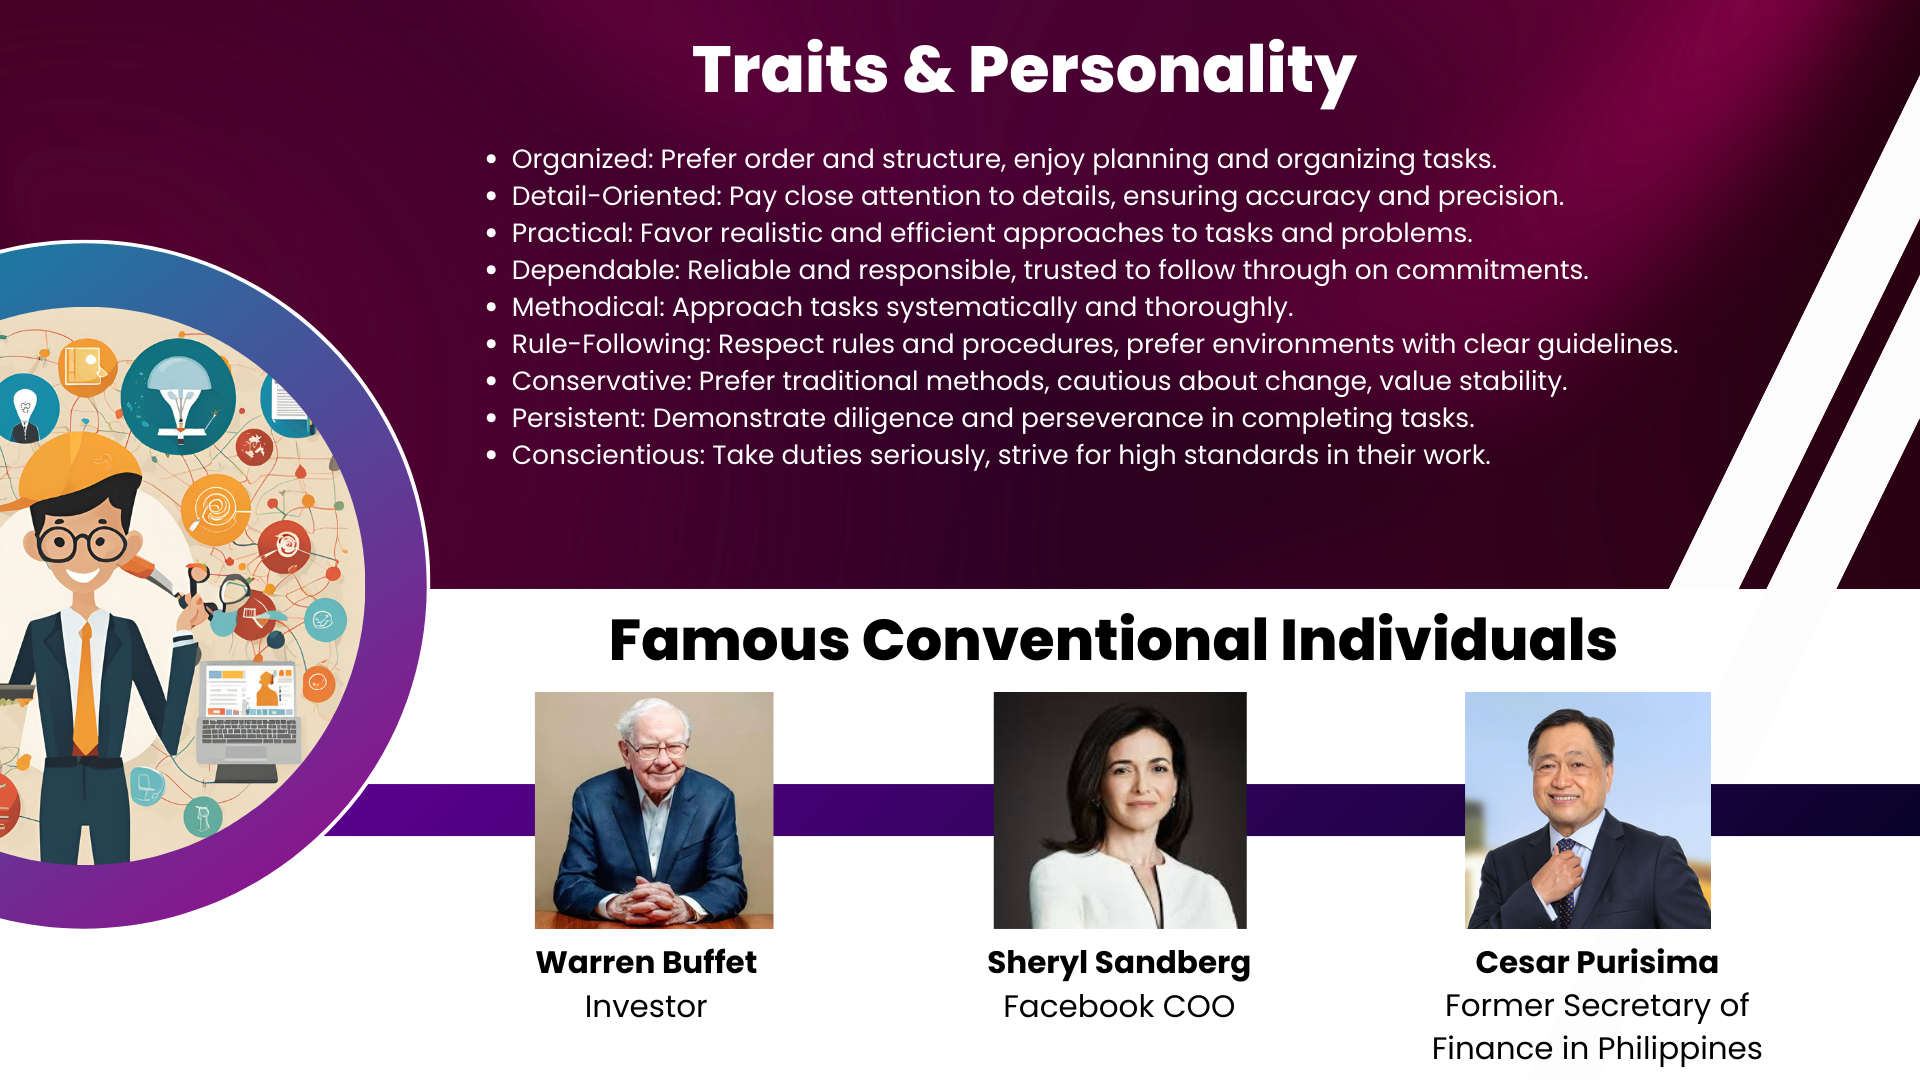 Traits & Personality
• Organized: Prefer order and structure, enjoy planning and organizing tasks.
• Detail-Oriented: Pay close attention to details, ensuring accuracy and precision.
• Practical: Favor realistic and efficient approaches to tasks and problems.
• Dependable: Reliable and responsible, trusted to follow through on commitments.
• Methodical: Approach tasks systematically and thoroughly.
• Rule-Following: Respect rules and procedures, prefer environments with clear guidelines.
• Conservative: Prefer traditional methods, cautious about change, value stability.
• Persistent: Demonstrate diligence and perseverance in completing tasks.
• Conscientious: Take duties seriously, strive for high standards in their work.
Famous Conventional Individuals
Warren Buffet
Investor
Sheryl Sandberg
Facebook COO
Cesar Purisima
Former Secretary of
Finance in Philippines